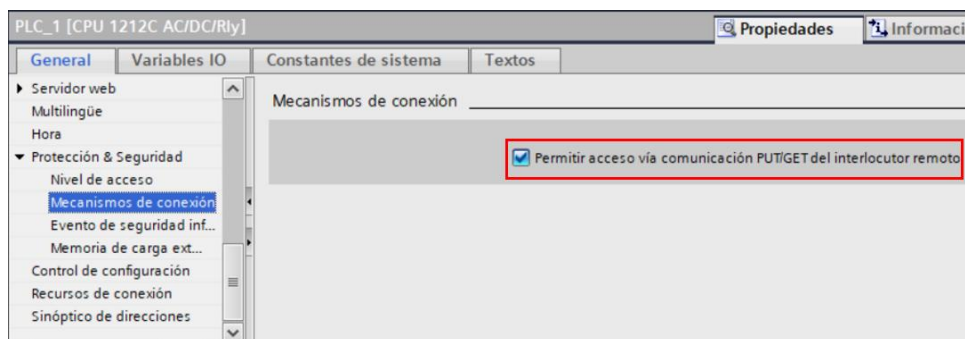 PLC_1 [CPU 1212C AC/DC/Rly]
Propiedades
Informaci
General
Variables IO
Constantes de sistema
Textos
Servidor web
Multilingüe
Hora
Protección & Seguridad
Nivel de acceso
Mecanismos de conexión
Evento de seguridad inf...
Memoria de carga ext...
Control de configuración
Recursos de conexión
Sinóptico de direcciones
Mecanismos de conexión
Permitir acceso vía comunicación PUT/GET del interlocutor remoto